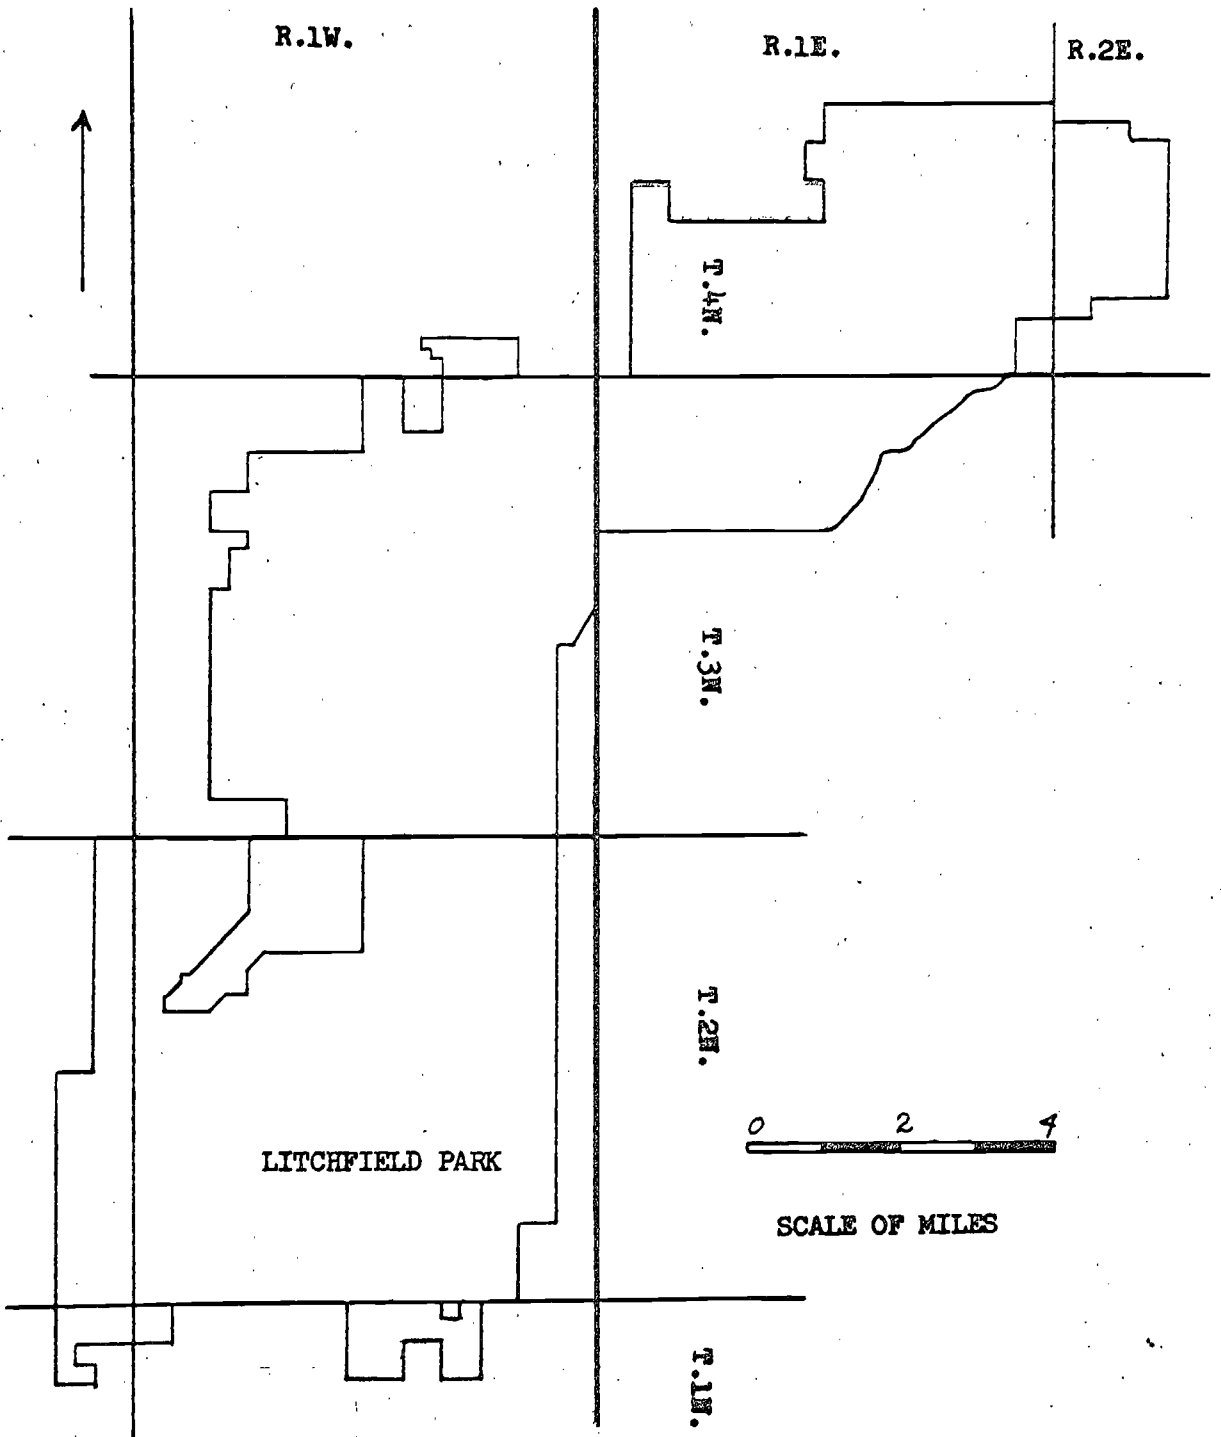 R.1W.
R.1E.
R.2E.
T.4N.
T.3N.
T.2N.
0 2 4
LITCHFIELD PARK
SCALE OF MILES
T.1N.